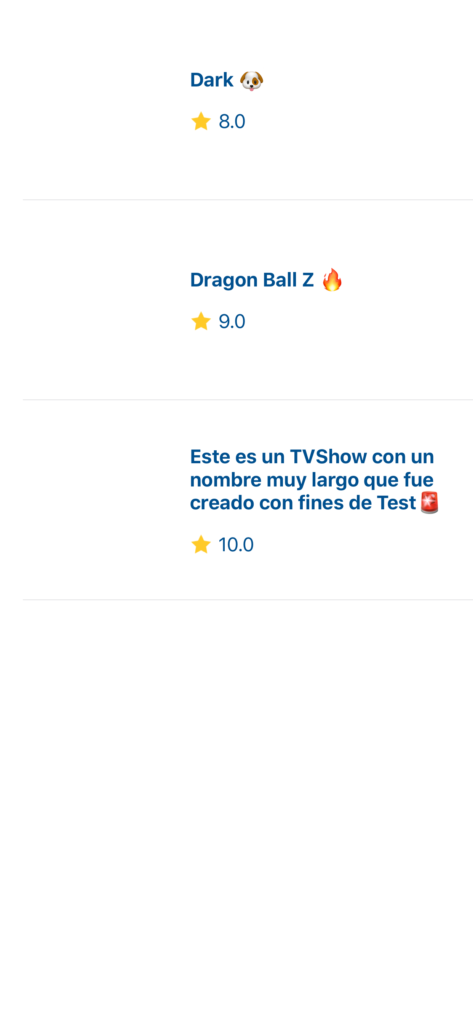 Dark 🐶
⭐ 8.0
Dragon Ball Z 🔥
⭐ 9.0
Este es un TVShow con un
nombre muy largo que fue
creado con fines de Test🚨
⭐ 10.0